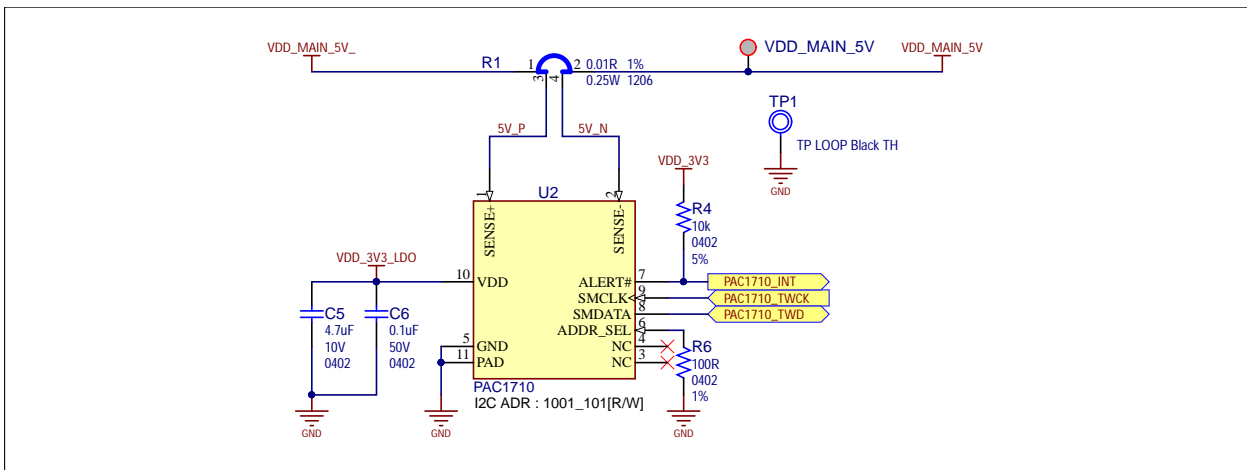 VDD_MAIN_5V_
VDD_MAIN_5V
VDD_MAIN_5V
R1
1
2
3
4
0.01R 1%
0.25W 1206
TP1
TP LOOP Black TH
GND
5V_P
5V_N
VDD_3V3
R4
10k
0402
5%
U2
1
2
SENSE+
SENSE-
VDD_3V3_LDO
10
VDD
ALERT#
7
PAC1710_INT
SMCLK
9
PAC1710_TWCK
SMDATA
8
PAC1710_TWD
ADDR_SEL
6
C5
4.7uF
10V
0402
C6
0.1uF
50V
0402
5
GND
NC
4
11
PAD
NC
3
R6
100R
0402
1%
PAC1710
I2C ADR : 1001_101[R/W]
GND
GND
GND